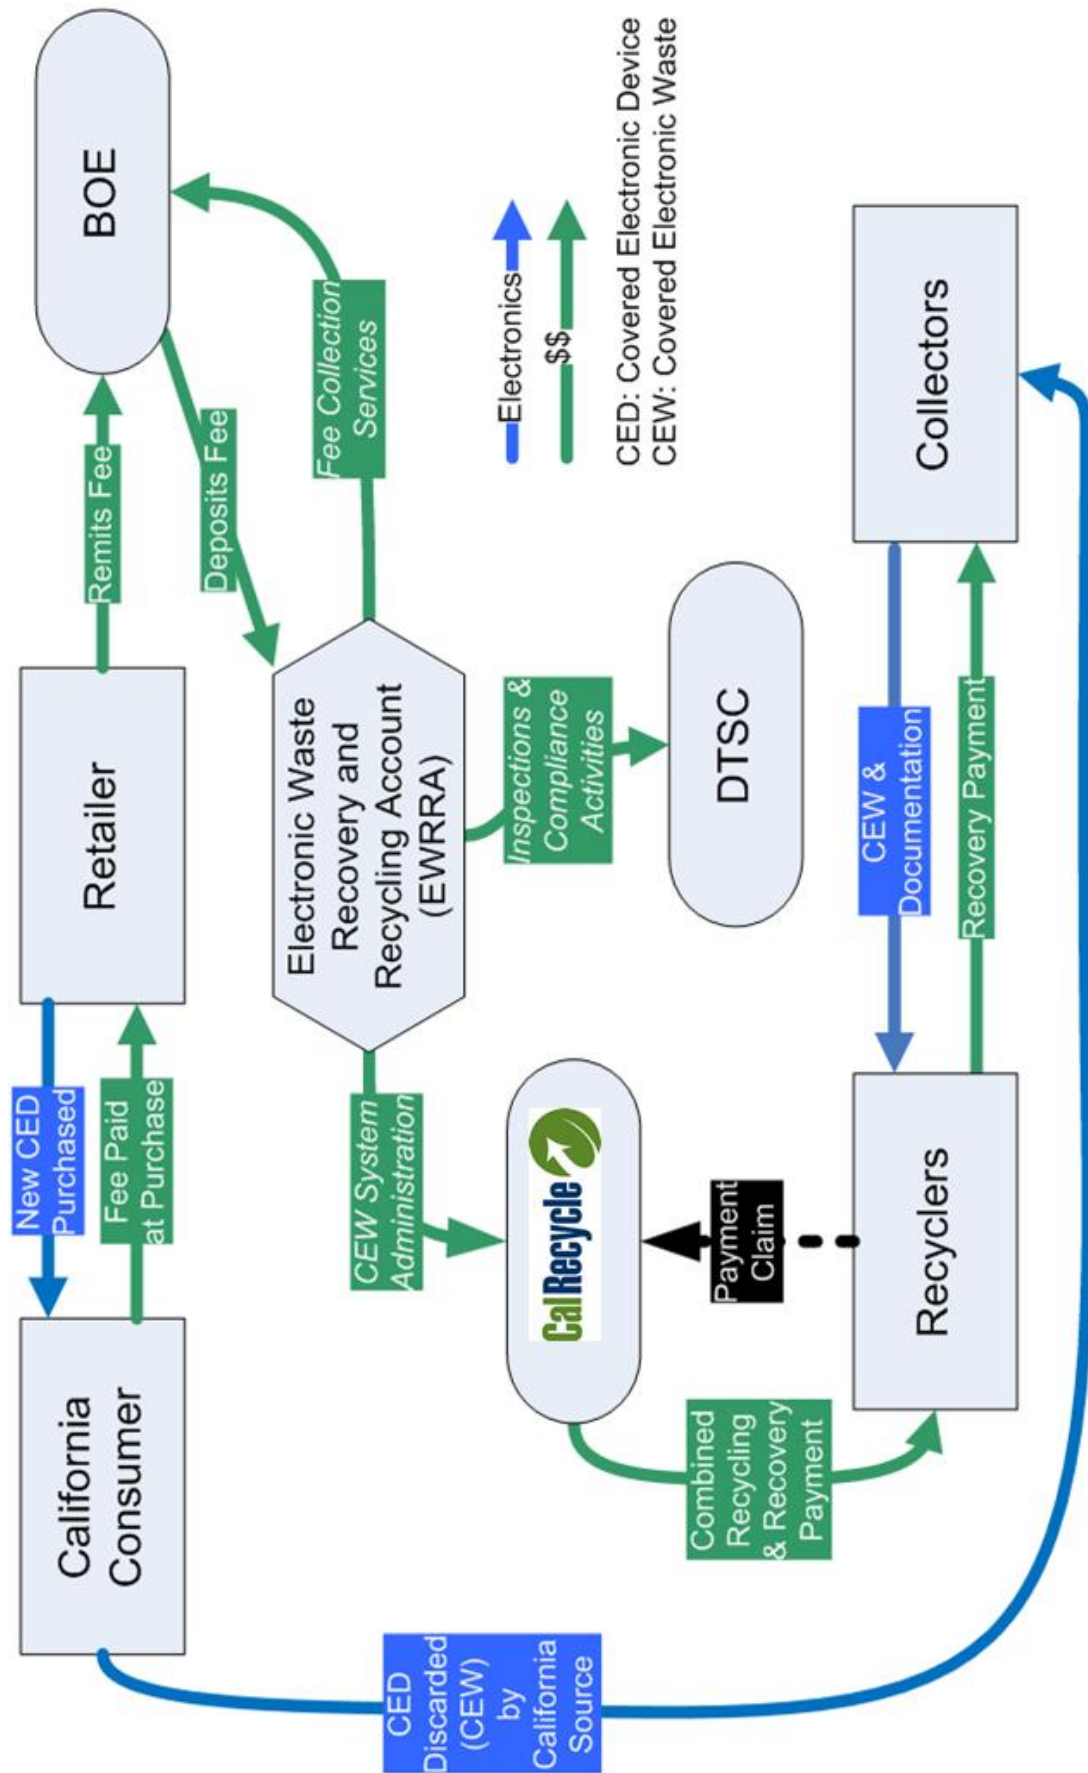 California
Consumer
New CED
Purchased
Fee Paid
at Purchase
Retailer
Remits Fee
BOE
Deposits Fee
Fee Collection
Services
Electronic Waste
Recovery and
Recycling Account
(EWRRA)
CEW System
Administration
Inspections &
Compliance
Activities
DTSC
CalRecycle
Electronics
$$
CED: Covered Electronic Device
CEW: Covered Electronic Waste
CED
Discarded
(CEW)
by
California
Source
Combined
Recycling
& Recovery
Payment
Payment
Claim
Recyclers
CEW &
Documentation
Recovery Payment
Collectors